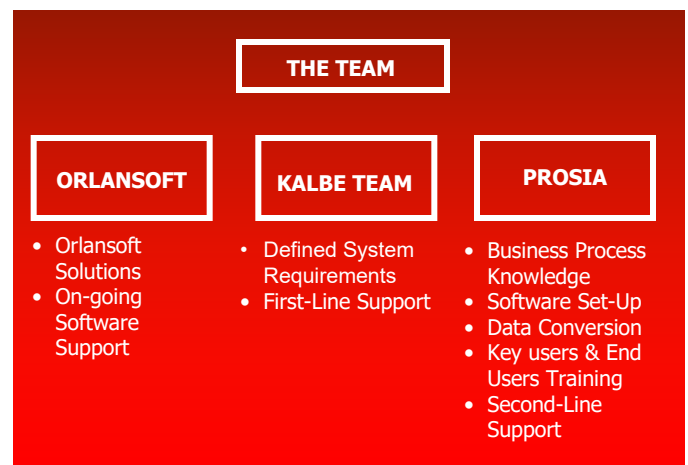 THE TEAM
ORLANSOFT
• Orlansoft
Solutions
• On-going
Software
Support
KALBE TEAM
• Defined System
Requirements
• First-Line Support
PROSIA
• Business Process
Knowledge
• Software Set-Up
• Data Conversion
• Key users & End
Users Training
• Second-Line
Support